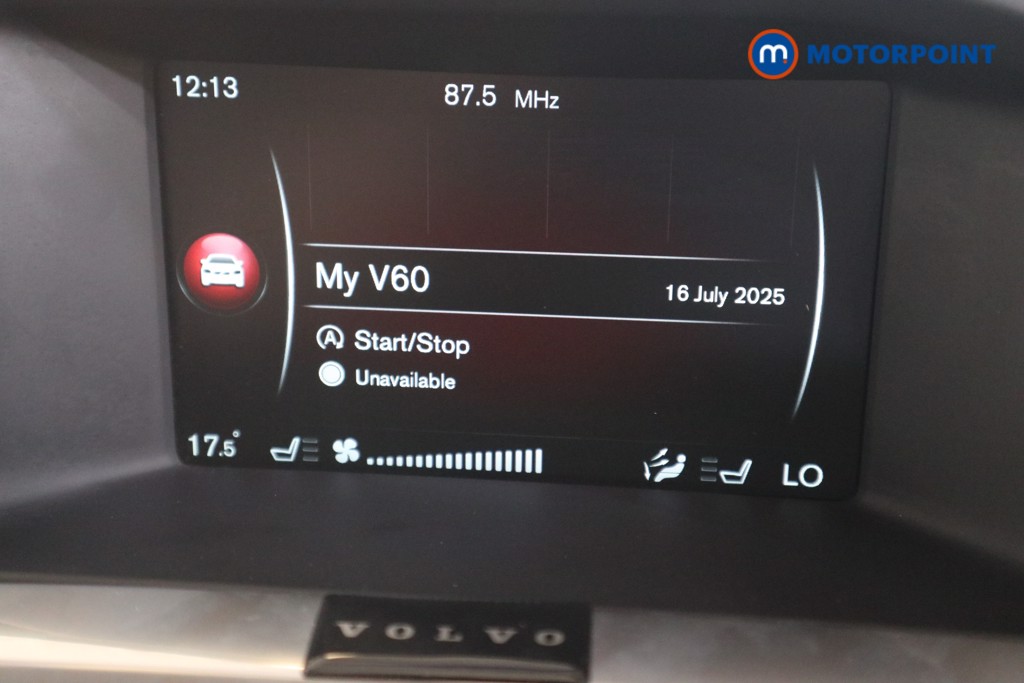 m MOTORPOINT
12:13
87.5 MHz
My V60
16 July 2025
A Start/Stop
Unavailable
17.5°
LO
VOLVO